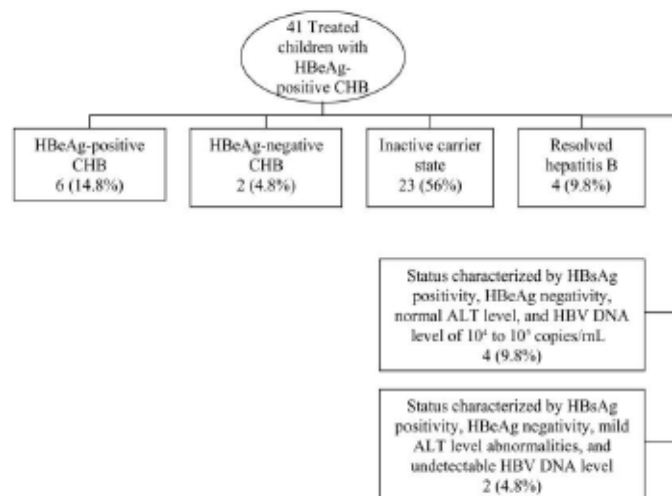 41 Treated
children with
HBeAg-
positive CHB
HBeAg-positive
CHB
6 (14.8%)
HBeAg-negative
CHB
2 (4.8%)
Inactive carrier
state
23 (56%)
Resolved
hepatitis B
4 (9.8%)
Status characterized by HBsAg
positivity, HBeAg negativity,
normal ALT level, and HBV DNA
level of 10⁴ to 10⁵ copies/mL
4 (9.8%)
Status characterized by HBsAg
positivity, HBeAg negativity, mild
ALT level abnormalities, and
undetectable HBV DNA level
2 (4.8%)